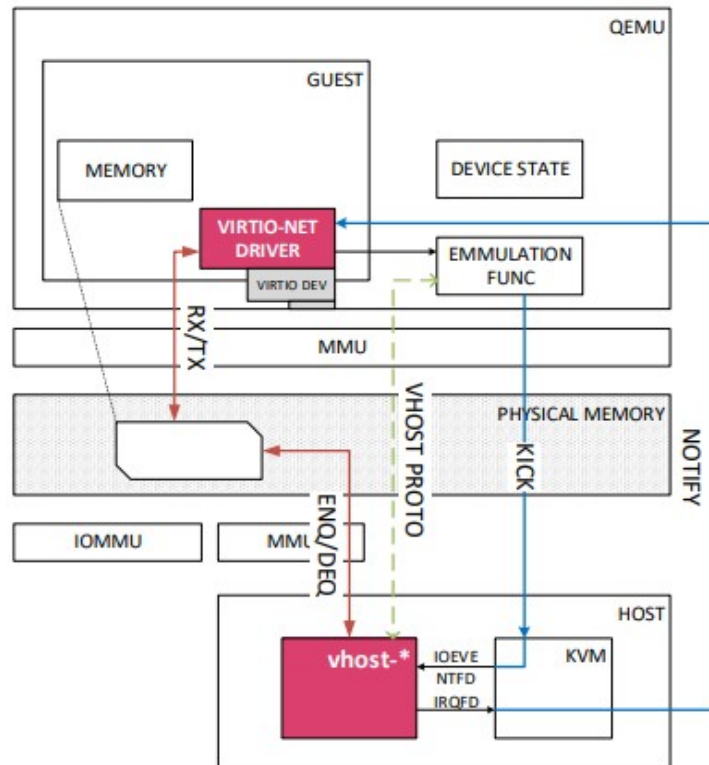 QEMU
GUEST
MEMORY
DEVICE STATE
VIRTIO-NET
DRIVER
EMMULATION
FUNC
VIRTIO DEV
RX/TX
MMU
VHOST PROTO
PHYSICAL MEMORY
KICK
NOTIFY
IOMMU
MMU
ENQ/DEQ
HOST
vhost-*
IOEVE
NTFD
IRQFD
KVM